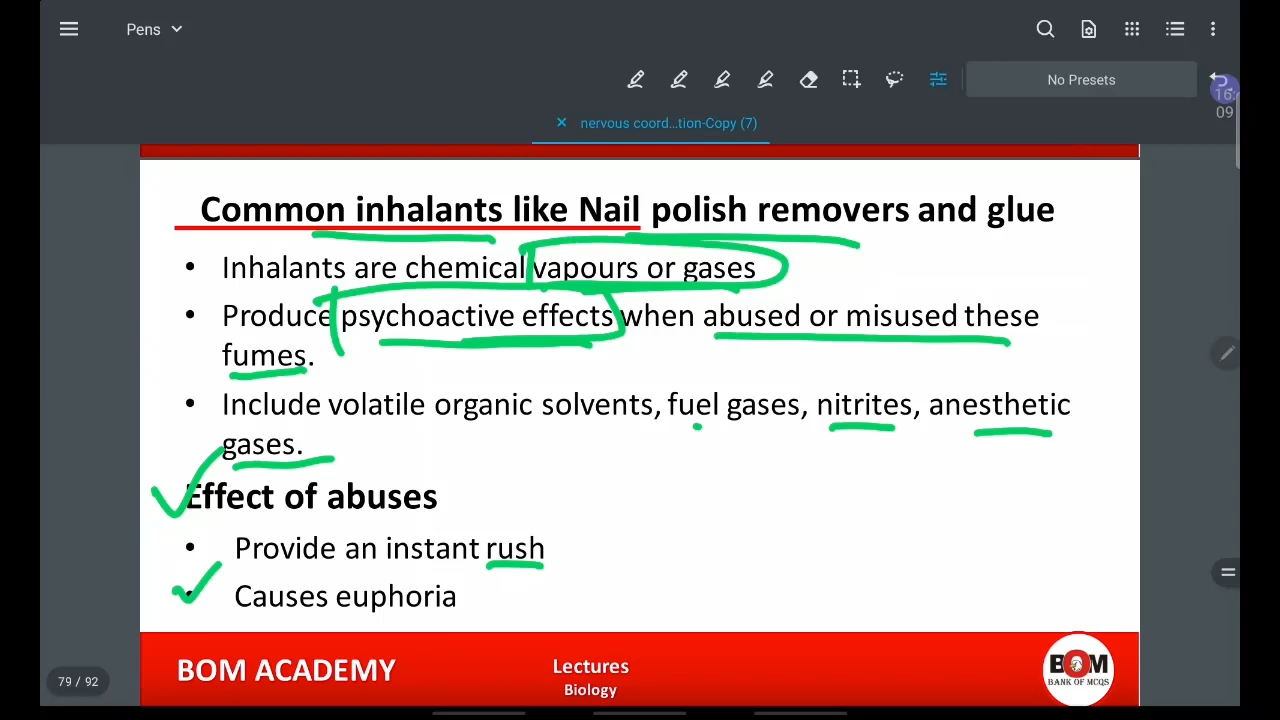 Pens
No Presets
nervous coord...tion-Copy (7)
16:
09
Common inhalants like Nail polish removers and glue
• Inhalants are chemical vapours or gases
• Produce psychoactive effects when abused or misused these
fumes.
• Include volatile organic solvents, fuel gases, nitrites, anesthetic
gases.
Effect of abuses
• Provide an instant rush
• Causes euphoria
79 / 92
BOM ACADEMY
Lectures
Biology
BOM
BANK OF MCQS